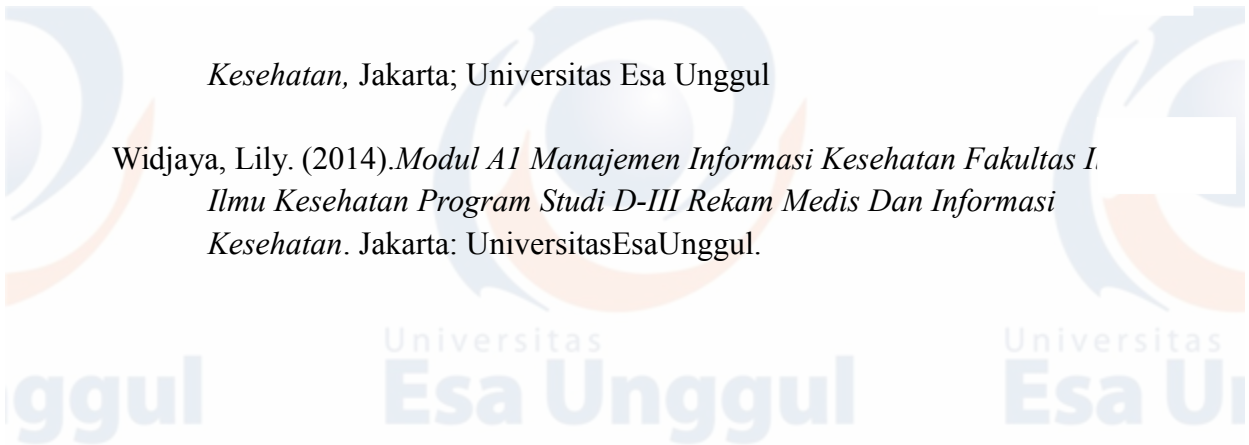 Kesehatan, Jakarta; Universitas Esa Unggul
Widjaya, Lily. (2014).Modul A1 Manajemen Informasi Kesehatan Fakultas
Ilmu Kesehatan Program Studi D-III Rekam Medis Dan Informasi
Kesehatan. Jakarta: UniversitasEsaUnggul.
Universitas
Esa Unggul
Universitas
Esa